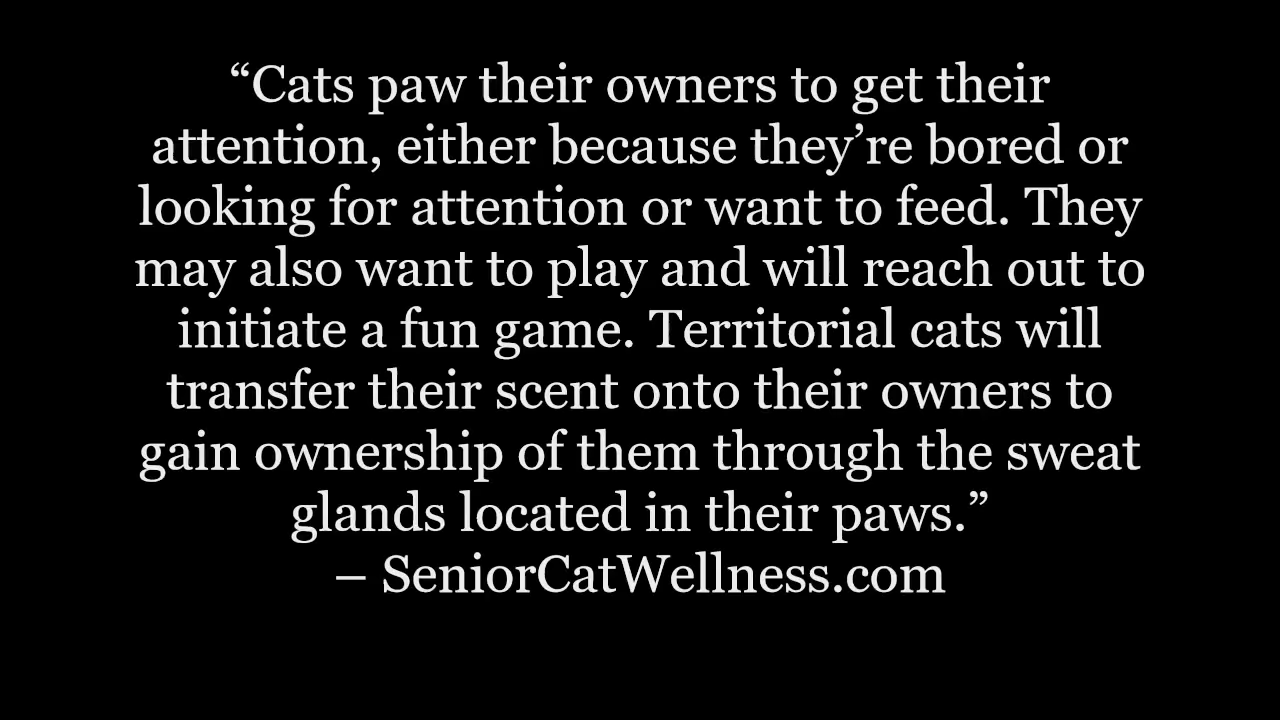 “Cats paw their owners to get their
attention, either because they’re bored or
looking for attention or want to feed. They
may also want to play and will reach out to
initiate a fun game. Territorial cats will
transfer their scent onto their owners to
gain ownership of them through the sweat
glands located in their paws.”
– SeniorCatWellness.com